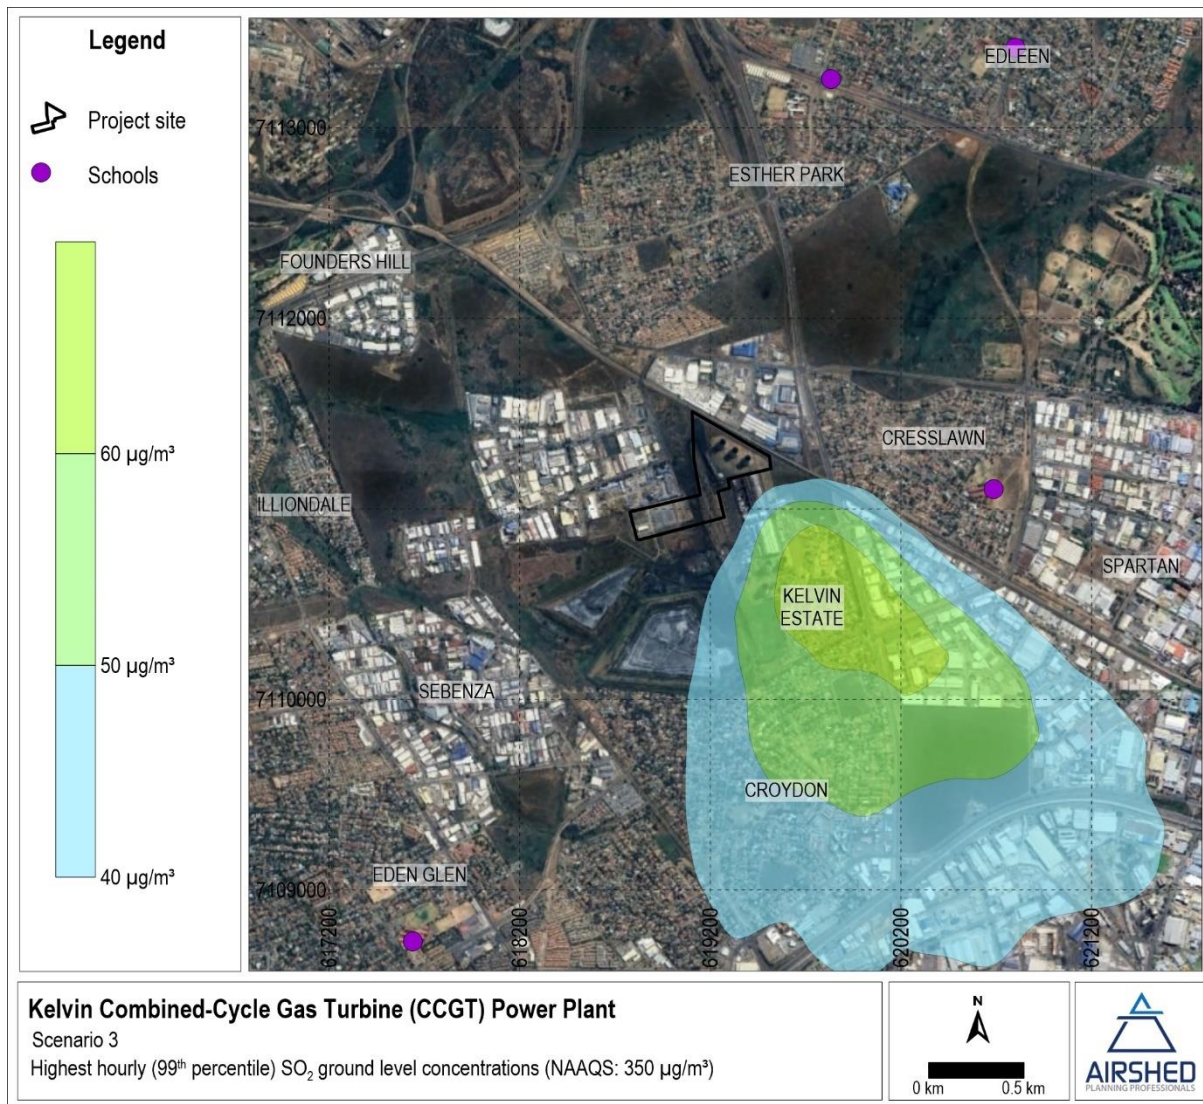 Legend
Project site
Schools
60 µg/m³
50 µg/m³
40 µg/m³
EDLEEN
7113000
ESTHER PARK
FOUNDERS HILL
7112000
CRESSLAWN
ILLIONDALE
SPARTAN
KELVIN
ESTATE
SEBENZA
7110000
CROYDON
EDEN GLEN
7109000
617200
618200
619200
620200
621200
Kelvin Combined-Cycle Gas Turbine (CCGT) Power Plant
Scenario 3
Highest hourly (99th percentile) SO₂ ground level concentrations (NAAQS: 350 µg/m³)
N
0 km 0.5 km
AIRSHED
PLANNING PROFESSIONALS